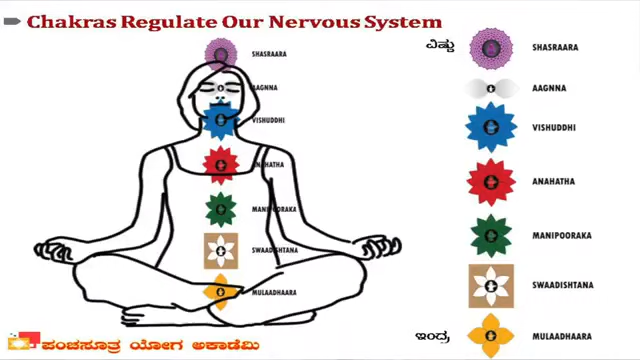 Chakras Regulate Our Nervous System
SHASRAARA
AAGNNA
VISHUDDHI
ANAHATHA
MANIPOORAKA
SWAADISHTANA
MULAADHAARA
ವಿಷ್ಣು
SHASRAARA
AAGNNA
VISHUDDHI
ANAHATHA
MANIPOORAKA
SWAADISHTANA
ಇಂದ್ರ
MULAADHAARA
ಪಂಚಸೂತ್ರ ಯೋಗ ಅಕಾಡೆಮಿ